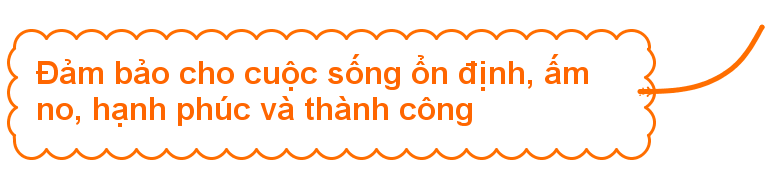 Đảm bảo cho cuộc sống ổn định, ấm
no, hạnh phúc và thành công